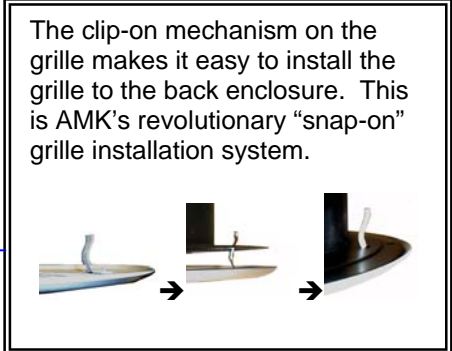 The clip-on mechanism on the
grille makes it easy to install the
grille to the back enclosure.  This
is AMK’s revolutionary “snap-on”
grille installation system.
➔ ➔